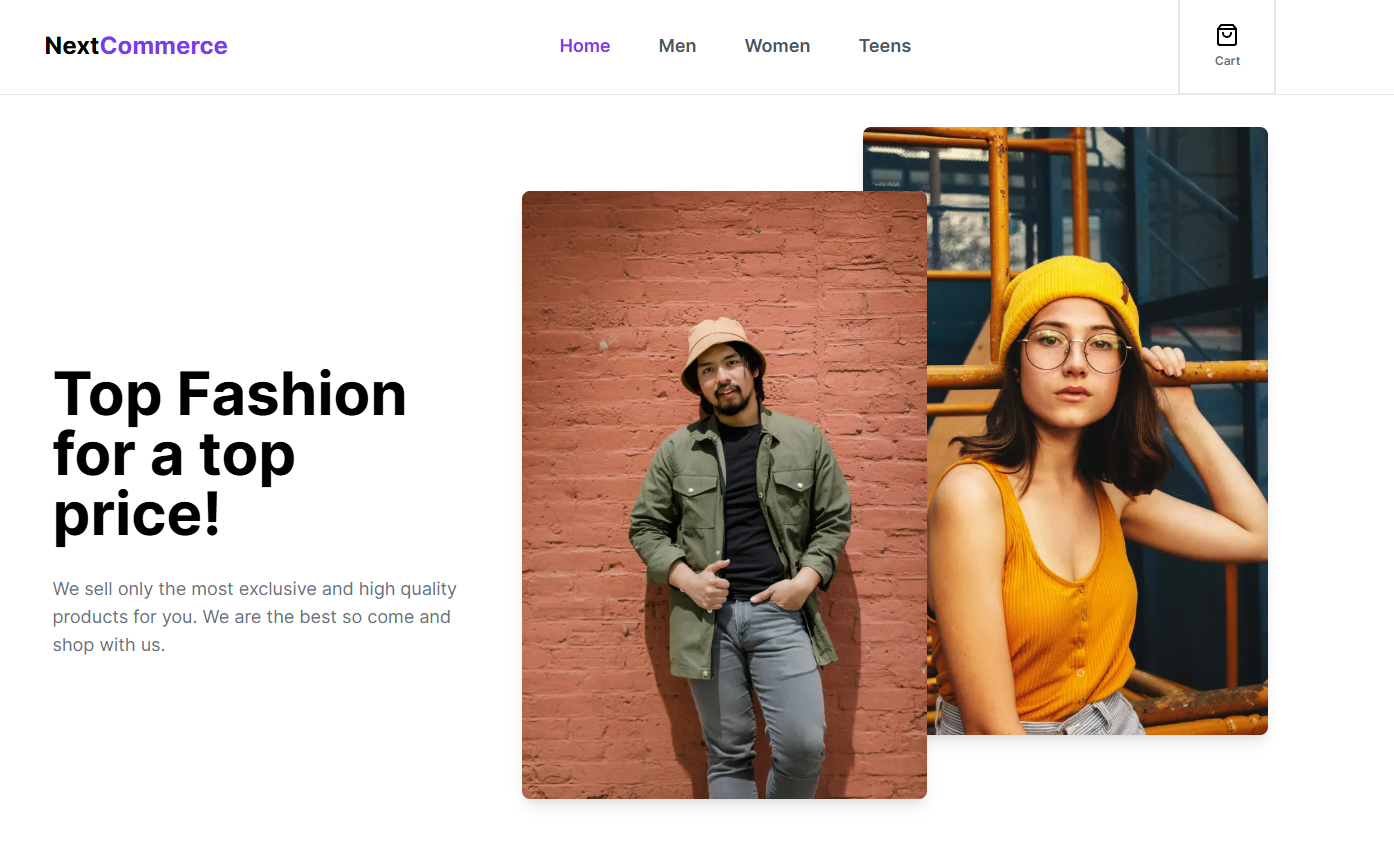 NextCommerce
Home
Men
Women
Teens
Cart
Top Fashion
for a top
price!
We sell only the most exclusive and high quality
products for you. We are the best so come and
shop with us.